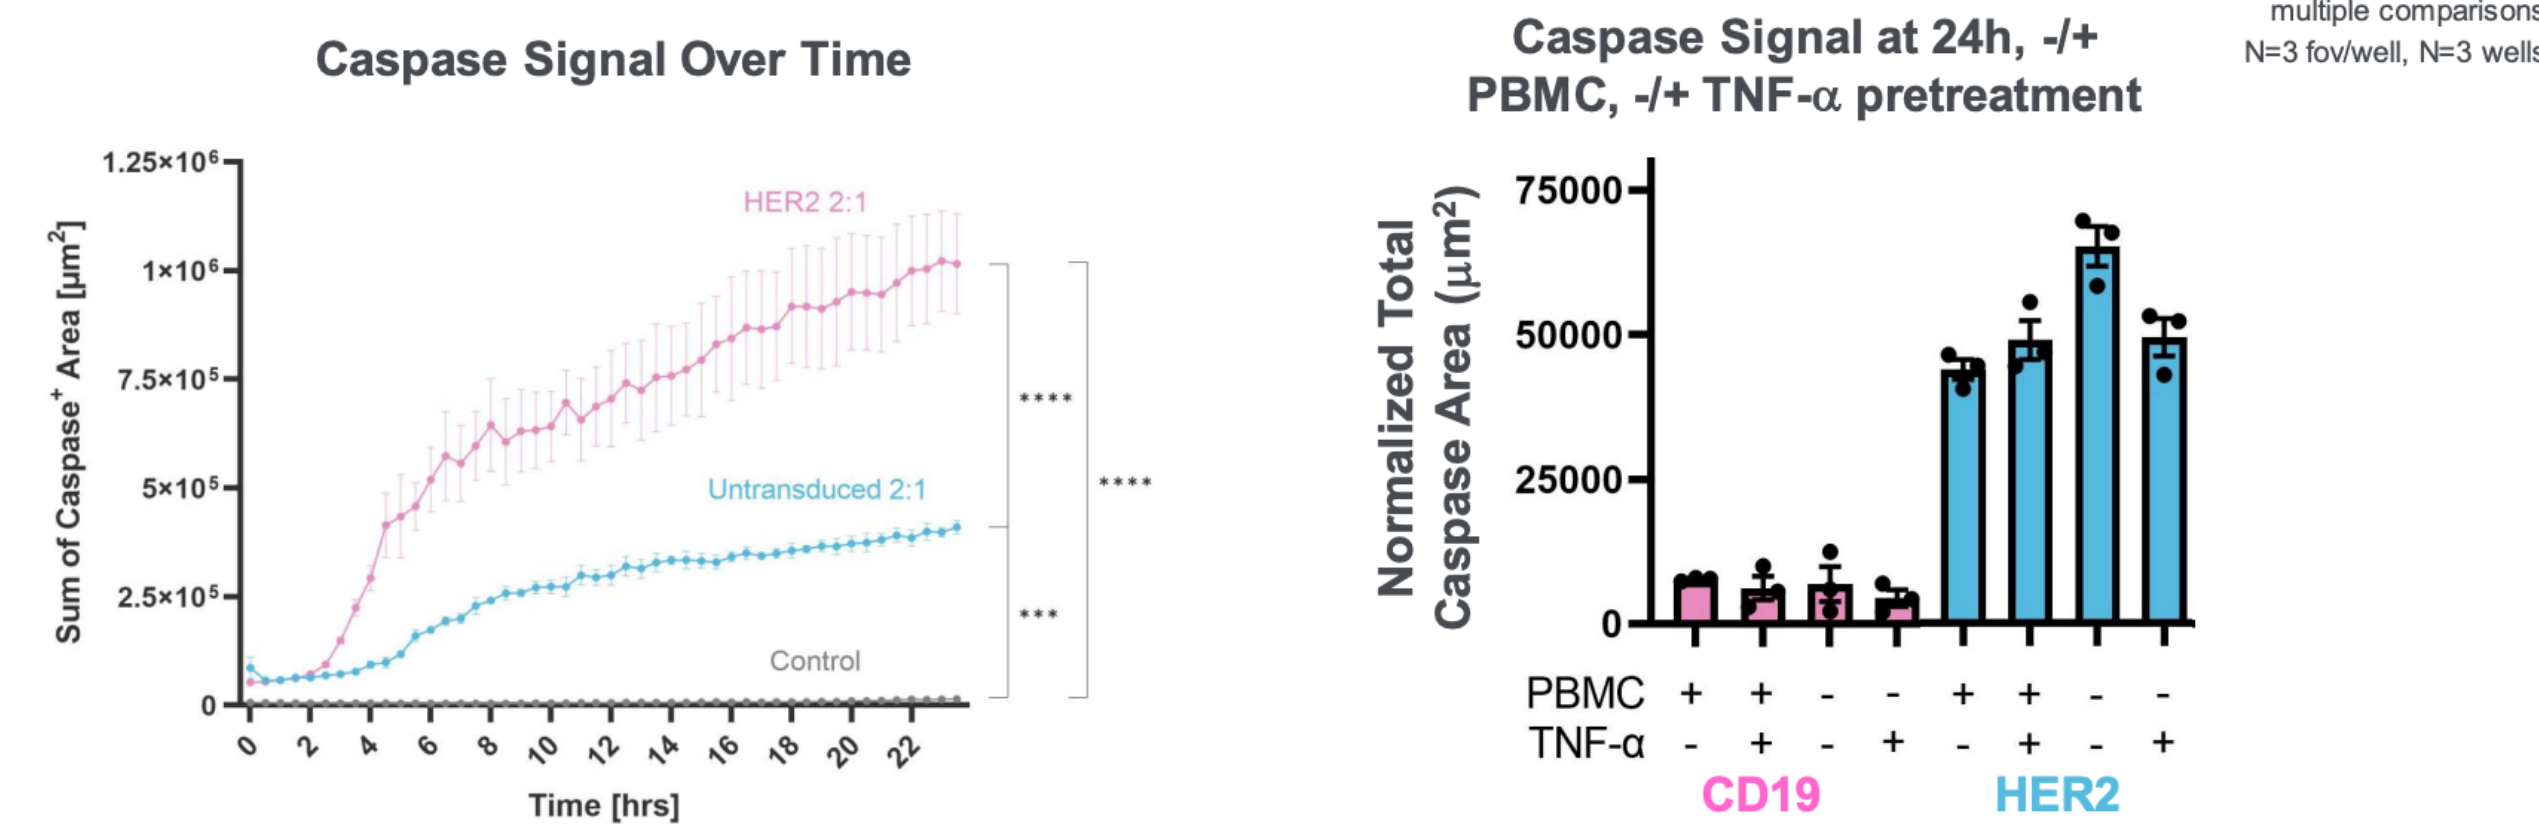 Caspase Signal Over Time
1.25×10⁶
1×10⁶
7.5×10⁵
5×10⁵
2.5×10⁵
0
Sum of Caspase⁺ Area [µm²]
HER2 2:1
Untransduced 2:1
Control
****
****
***
0 2 4 6 8 10 12 14 16 18 20 22
Time [hrs]
Caspase Signal at 24h, -/+
PBMC, -/+ TNF-α pretreatment
multiple comparisons
N=3 fov/well, N=3 wells
Normalized Total
Caspase Area (µm²)
75000
50000
25000
0
PBMC + + - - + + - -
TNF-α - + - + - + - +
CD19 HER2